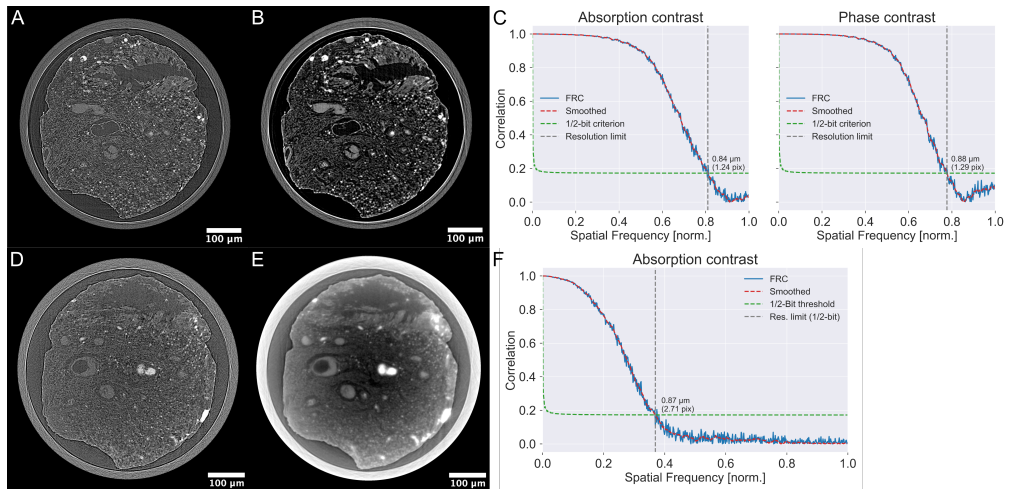 A
B
C
Absorption contrast
Phase contrast
1.0
0.8
0.6
0.4
0.2
0.0
Correlation
FRC
Smoothed
1/2-bit criterion
Resolution limit
0.84 µm
(1.24 pix)
FRC
Smoothed
1/2-bit criterion
Resolution limit
0.88 µm
(1.29 pix)
0.0 0.2 0.4 0.6 0.8 1.0
0.0 0.2 0.4 0.6 0.8 1.0
Spatial Frequency [norm.]
Spatial Frequency [norm.]
100 µm
100 µm
D
E
F
Absorption contrast
1.0
0.8
0.6
0.4
0.2
0.0
Correlation
FRC
Smoothed
1/2-Bit threshold
Res. limit (1/2-bit)
0.87 µm
(2.71 pix)
0.0 0.2 0.4 0.6 0.8 1.0
Spatial Frequency [norm.]
100 µm
100 µm